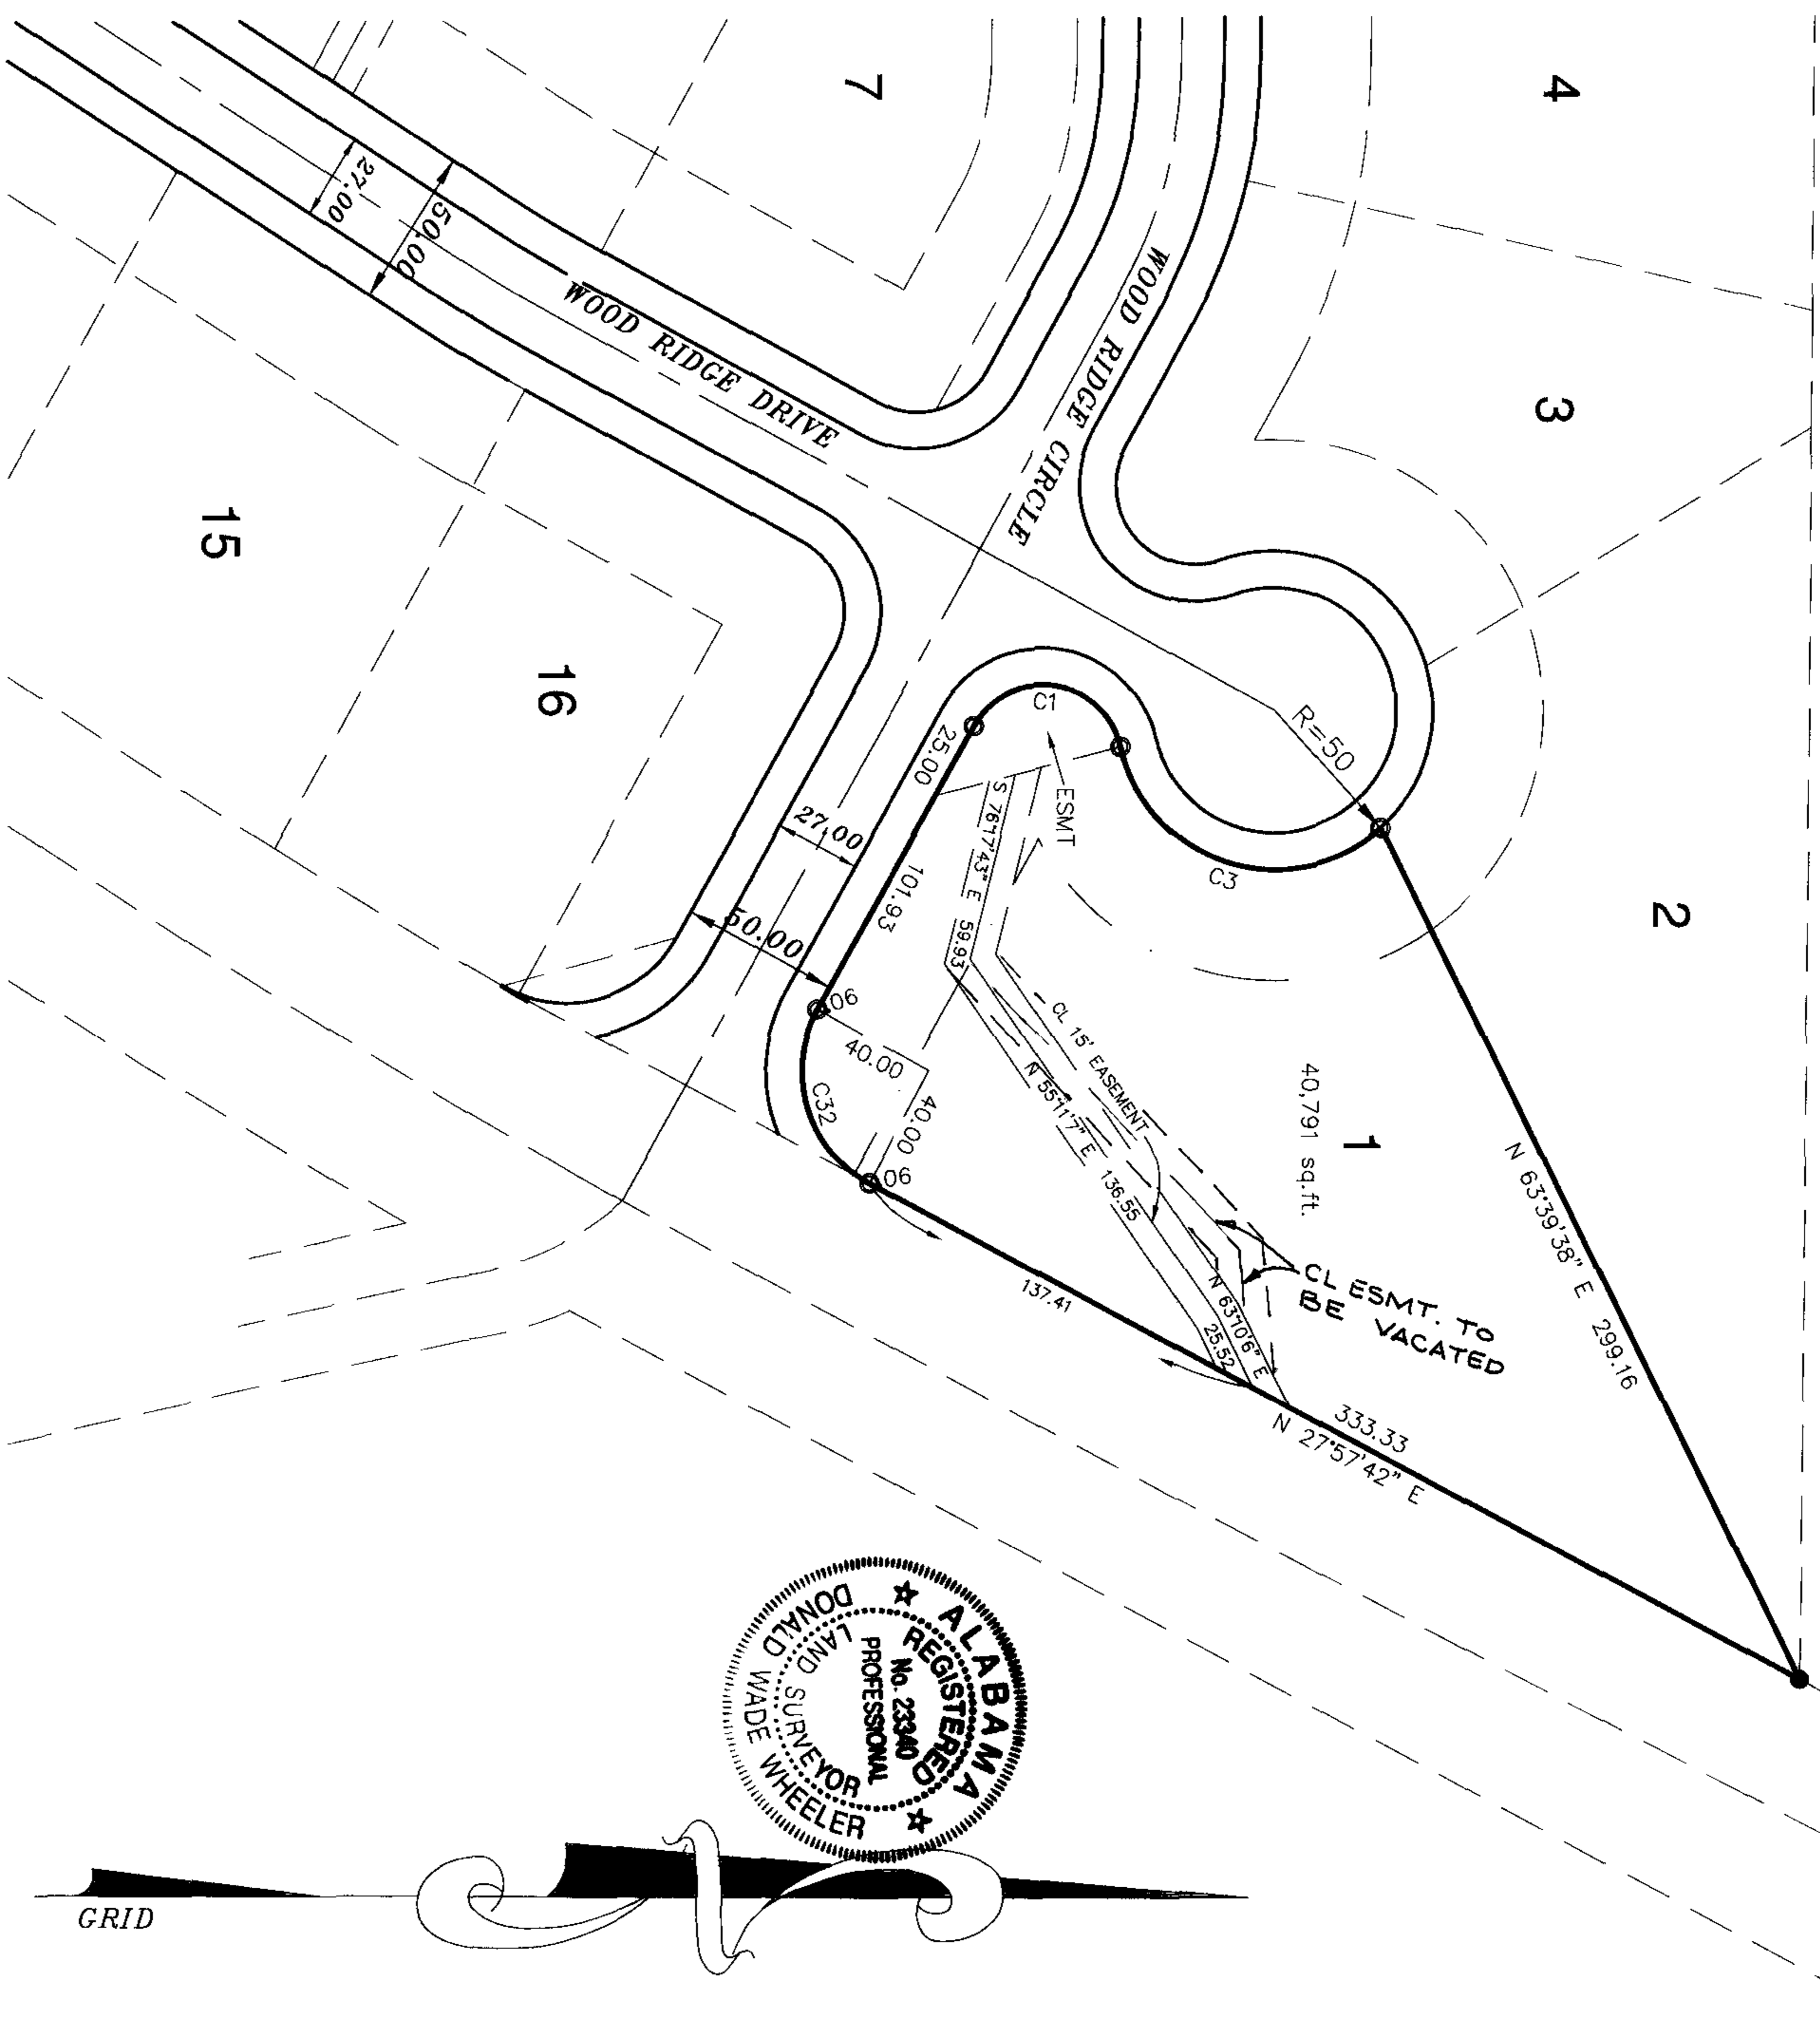 4
7
3
27.00
50.00
WOOD RIDGE DRIVE
WOOD RIDGE CIRCLE
15
16
R=50
C1
25.00
ESMT
C3
2
27.00
S 76°17'43" E 59.93
101.93
50.00
06
40.00
C32
40.00
06
CL 15' EASEMENT
N 55°11'7" E 136.55
1
40,791 sq.ft.
N 63°39'38" E 299.16
CL ESMT. TO
BE VACATED
N 63°10'6" E
25.52
137.41
333.33
N 27°57'42" E
ALABAMA
REGISTERED
No. 23340
PROFESSIONAL
LAND SURVEYOR
DONALD WADE WHEELER
N
GRID